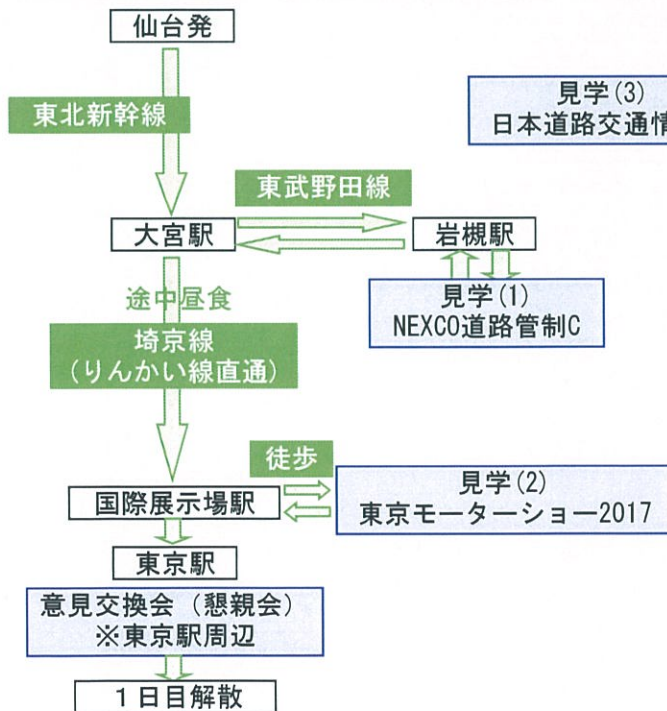 仙台発
東北新幹線
見学(3)
日本道路交通情
東武野田線
大宮駅
岩槻駅
途中昼食
見学(1)
NEXCO道路管制C
埼京線
(りんかい線直通)
徒歩
国際展示場駅
見学(2)
東京モーターショー2017
東京駅
意見交換会（懇親会）
※東京駅周辺
１日目解散